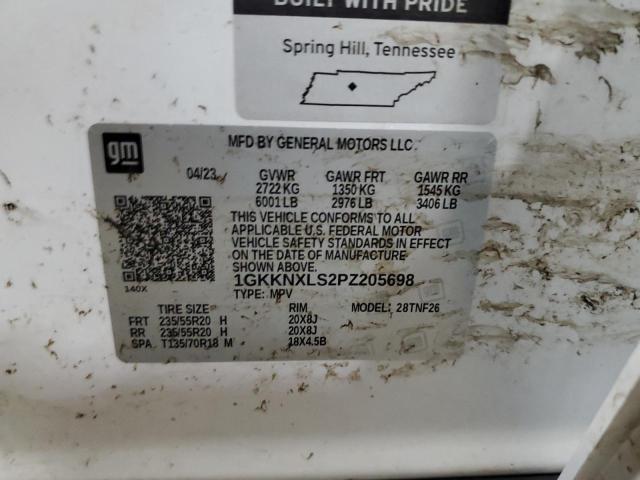 BUILT WITH PRIDE
Spring Hill, Tennessee
gm
MFD BY GENERAL MOTORS LLC
04/23 GVWR GAWR FRT GAWR RR
2722 KG 1350 KG 1545 KG
6001 LB 2976 LB 3406 LB
THIS VEHICLE CONFORMS TO ALL
APPLICABLE U.S. FEDERAL MOTOR
VEHICLE SAFETY STANDARDS IN EFFECT
ON THE DATE OF MANUFACTURE
SHOWN ABOVE.
140X
1GKKNXLS2PZ205698
TYPE: MPV
TIRE SIZE RIM MODEL: 28TNF26
FRT 235/55R20 H 20X8J
RR 235/55R20 H 20X8J
SPA T135/70R18 M 18X4.5B